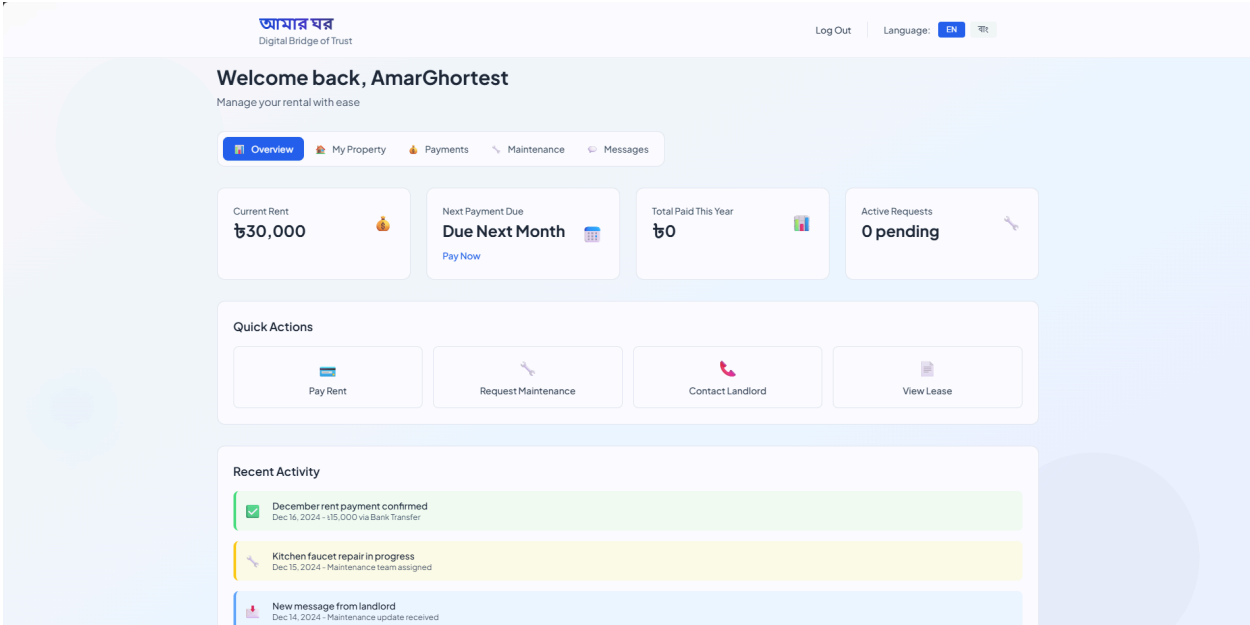 আমার ঘর
Digital Bridge of Trust
Log Out
Language:
EN
বাং
Welcome back, AmarGhortest
Manage your rental with ease
Overview
My Property
Payments
Maintenance
Messages
Current Rent
৳30,000
Next Payment Due
Due Next Month
Pay Now
Total Paid This Year
৳0
Active Requests
0 pending
Quick Actions
Pay Rent
Request Maintenance
Contact Landlord
View Lease
Recent Activity
December rent payment confirmed
Dec 16, 2024 - ৳15,000 via Bank Transfer
Kitchen faucet repair in progress
Dec 15, 2024 - Maintenance team assigned
New message from landlord
Dec 14, 2024 - Maintenance update received